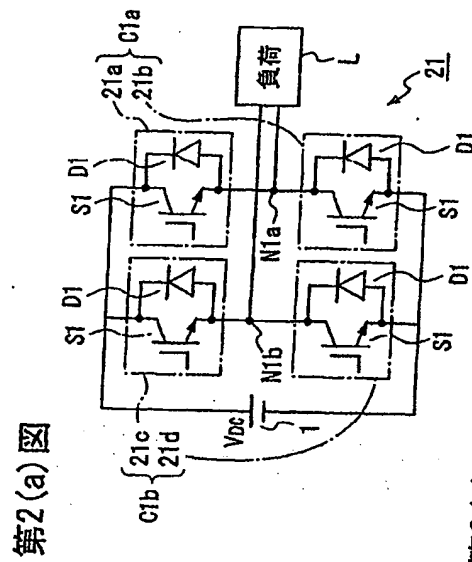 第2(a)図
C1b { 21c
21d
C1a
21a
21b
S1
D1
S1
D1
VDC
1
N1b
N1a
負荷
L
S1
D1
S1
D1
21